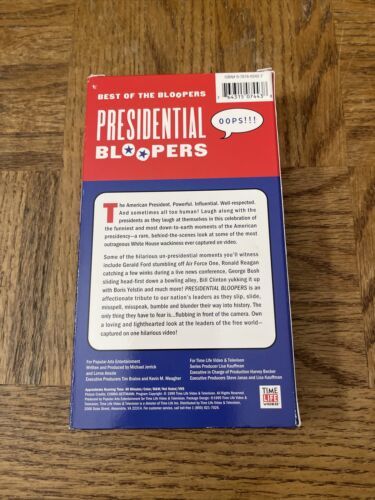 ISBN# 0-7835-
BEST OF THE BLOOPERS
PRESIDENTIAL
BLOOPERS
OOPS!!!
The American President. Powerful. Influential. Well-respected.
And sometimes all too human! Laugh along with the
presidents as they laugh at themselves in this celebration of
the funniest and most down-to-earth moments of the American
presidency—a rare, behind-the-scenes look at some of the most
outrageous White House wackiness ever captured on video.
Some of the hilarious un-presidential moments you'll witness
include Gerald Ford stumbling off Air Force One, Ronald Reagan
catching a few winks during a live news conference, George Bush
sliding head-first down a bowling alley, Bill Clinton yukking it up
with Boris Yelstin and much more! PRESIDENTIAL BLOOPERS is an
affectionate tribute to our nation's leaders as they slip, slide,
misspell, misspeak, bumble and blunder their way into history. The
only thing they have to fear is...flubbing in front of the camera. Own
a loving and lighthearted look at the leaders of the free world—
captured on one hilarious video!
For Popular Arts Entertainment
Written and Produced by Michael Jerrick
and Lorna Anozie
Executive Producers Tim Braine and Kevin M. Meagher
For Time Life Video & Television
Series Producer Lisa Kauffman
Executive in Charge of Production Harvey Becker
Executive Producers Steve Janas and Lisa Kauffman
TIME
LIFE
VIDEO